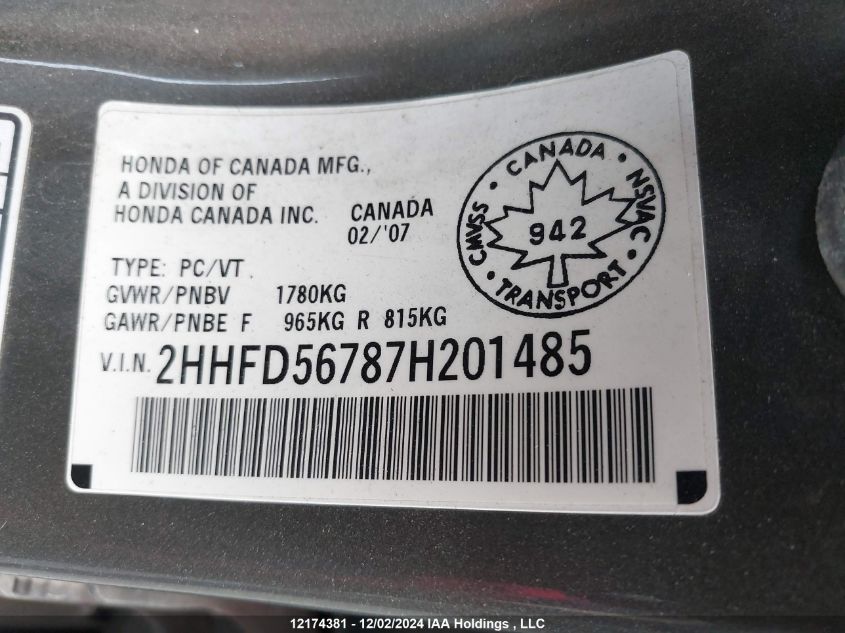 HONDA OF CANADA MFG.,
A DIVISION OF
HONDA CANADA INC. CANADA
02/'07
TYPE: PC/VT
GVWR/PNBV 1780KG
GAWR/PNBE F 965KG R 815KG
V.I.N. 2HHFD56787H201485
CANADA • NSVAC • TRANSPORT • CMVSS •
942
12174381 - 12/02/2024 IAA Holdings , LLC